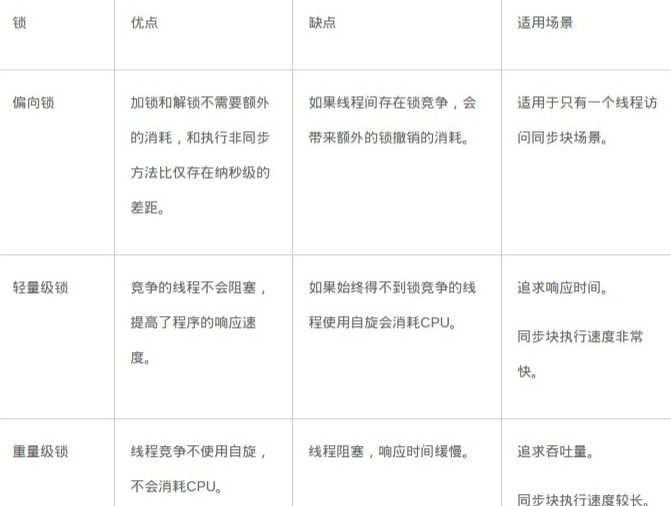 锁
优点
缺点
适用场景
偏向锁
加锁和解锁不需要额外
的消耗，和执行非同步
方法比仅存在纳秒级的
差距。
如果线程间存在锁竞争，会
带来额外的锁撤销的消耗。
适用于只有一个线程访
问同步块场景。
轻量级锁
竞争的线程不会阻塞，
提高了程序的响应速
度。
如果始终得不到锁竞争的线
程使用自旋会消耗CPU。
追求响应时间。
同步块执行速度非常
快。
重量级锁
线程竞争不使用自旋，
不会消耗CPU。
线程阻塞，响应时间缓慢。
追求吞吐量。
同步块执行速度较长。